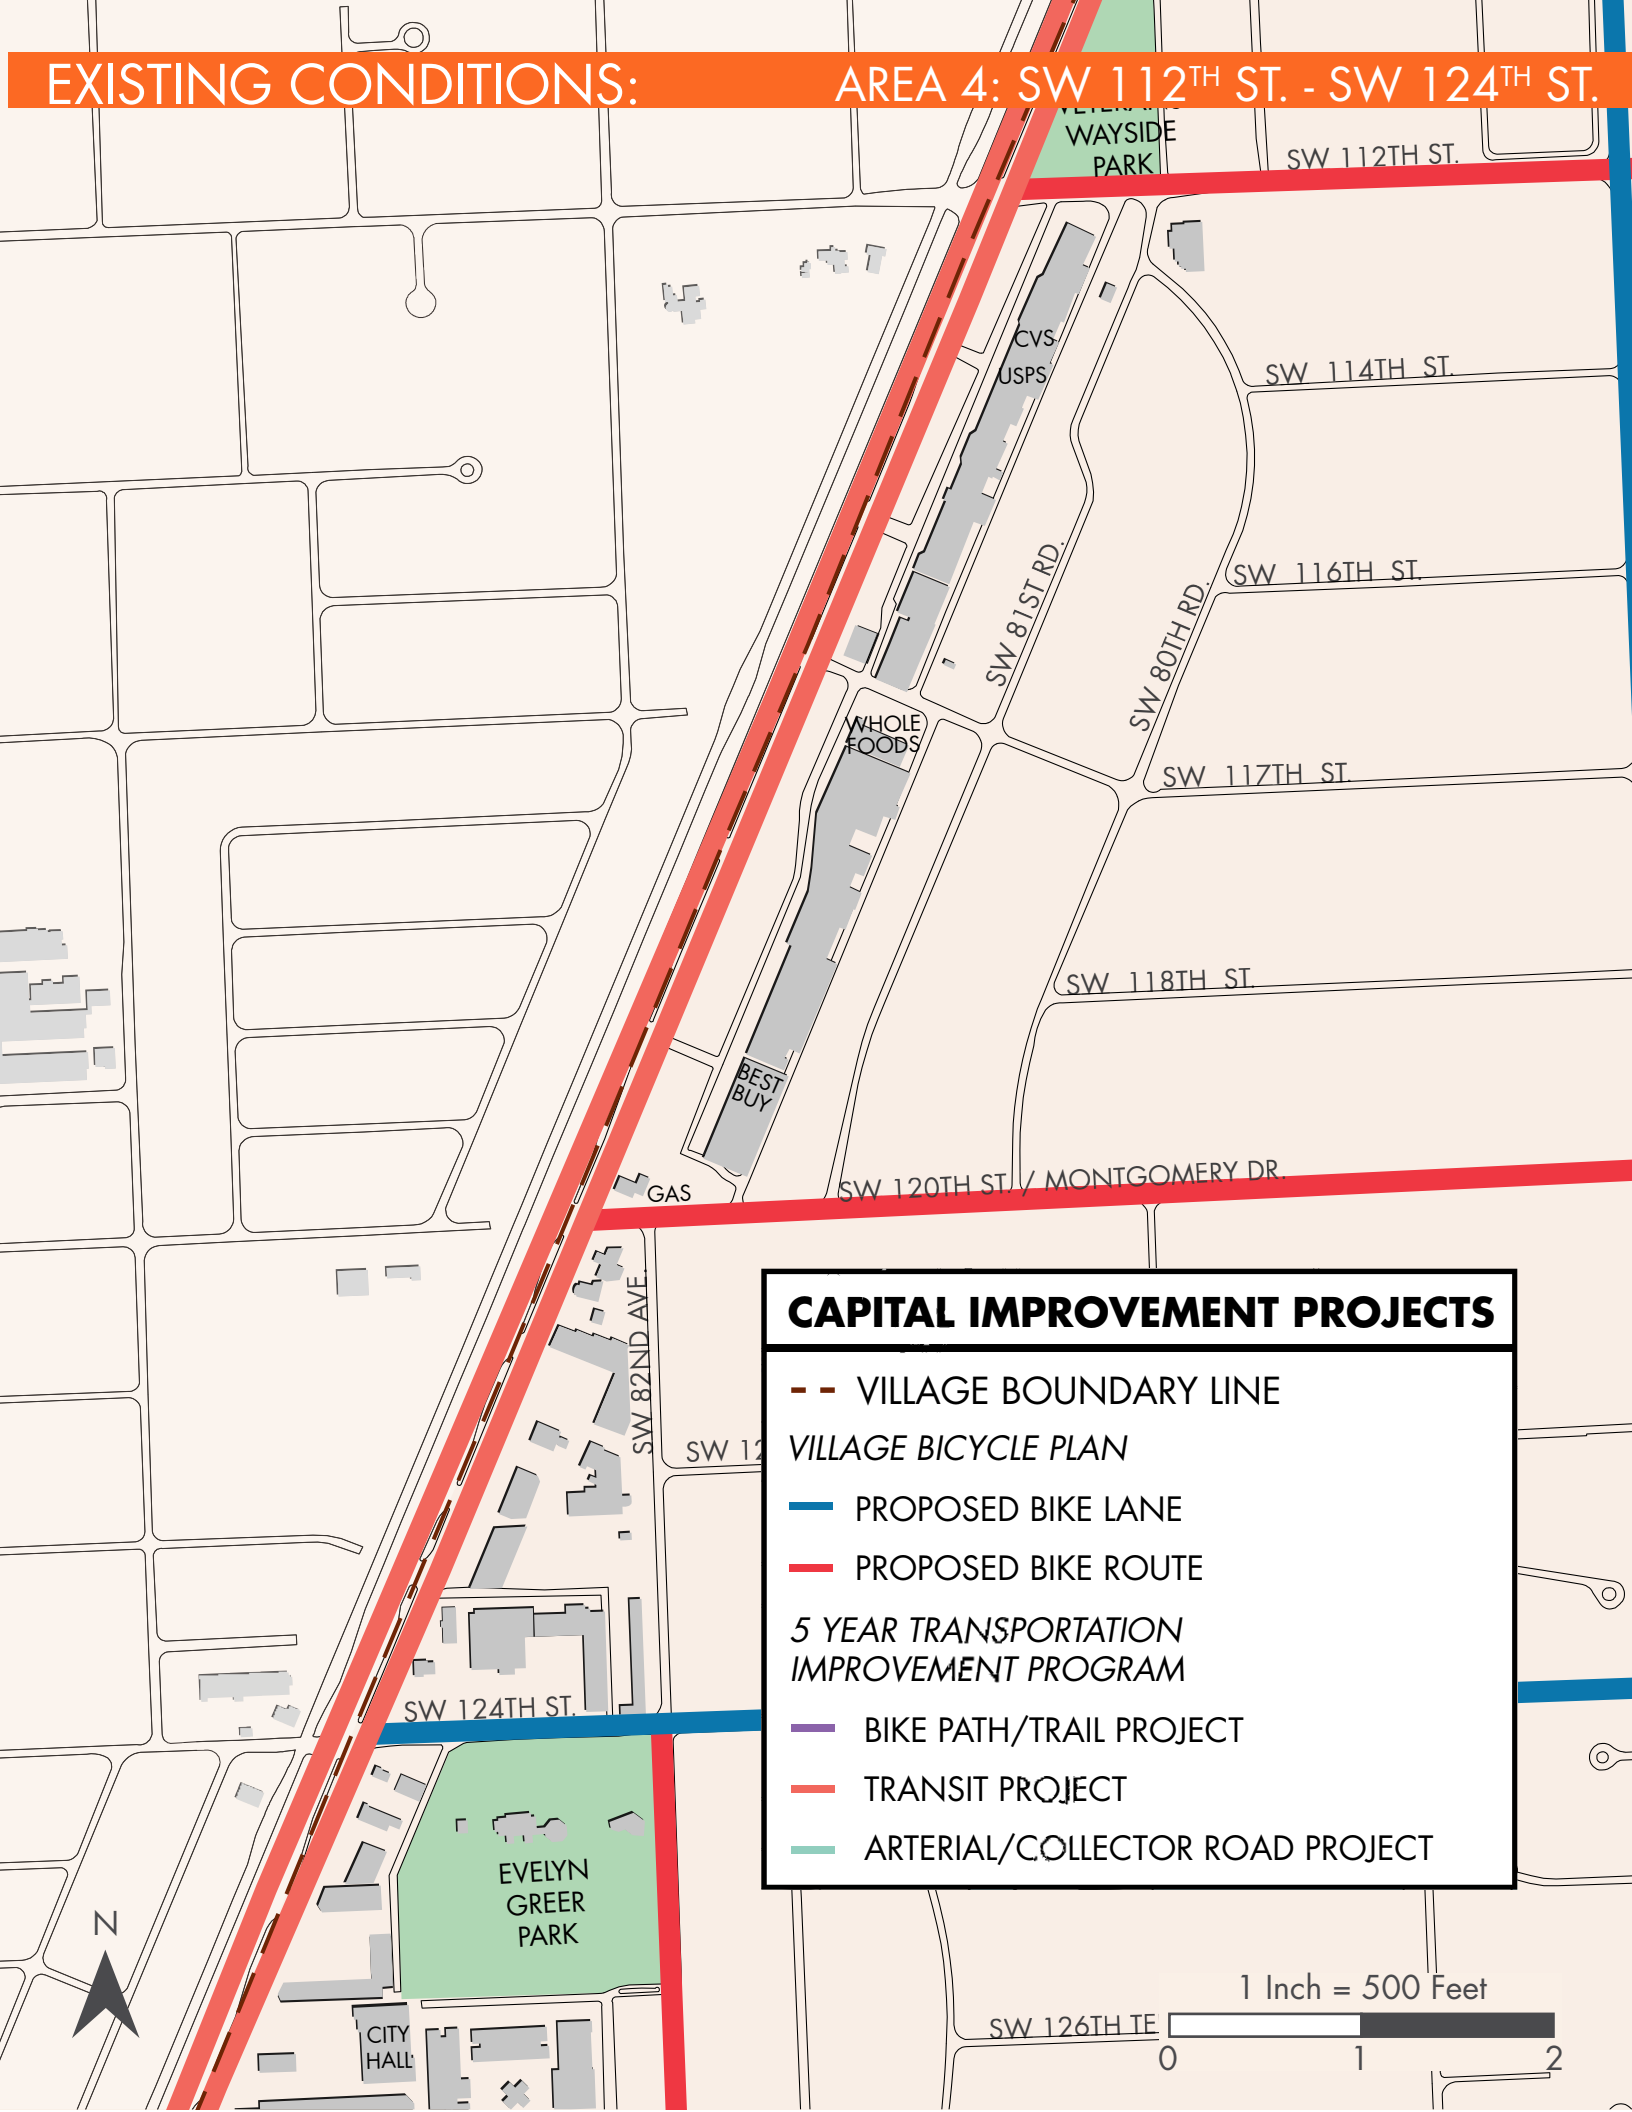 EXISTING CONDITIONS:
AREA 4: SW 112TH ST. - SW 124TH ST.
WAYSIDE
PARK
SW 112TH ST.
CVS
USPS
SW 114TH ST.
SW 81ST RD.
SW 80TH RD.
SW 116TH ST.
WHOLE
FOODS
SW 117TH ST.
SW 118TH ST.
BEST
BUY
GAS
SW 120TH ST. / MONTGOMERY DR.
SW 82ND AVE.
SW 12
CAPITAL IMPROVEMENT PROJECTS
VILLAGE BOUNDARY LINE
VILLAGE BICYCLE PLAN
PROPOSED BIKE LANE
PROPOSED BIKE ROUTE
5 YEAR TRANSPORTATION
IMPROVEMENT PROGRAM
BIKE PATH/TRAIL PROJECT
TRANSIT PROJECT
ARTERIAL/COLLECTOR ROAD PROJECT
SW 124TH ST.
EVELYN
GREER
PARK
N
CITY
HALL
SW 126TH TE
1 Inch = 500 Feet
0 1 2